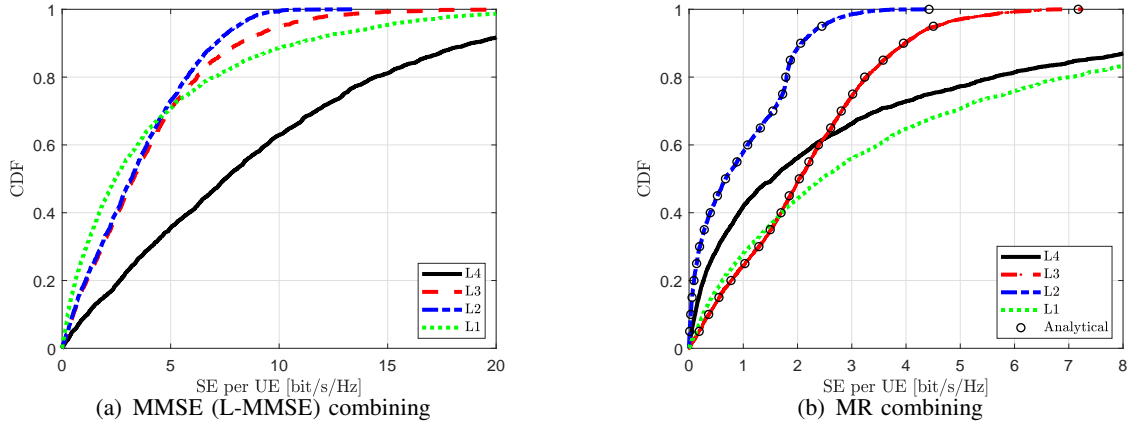 1
0.8
0.6
0.4
0.2
0
CDF
0 5 10 15 20
SE per UE [bit/s/Hz]
L4
L3
L2
L1
(a) MMSE (L-MMSE) combining
1
0.8
0.6
0.4
0.2
0
CDF
0 1 2 3 4 5 6 7 8
SE per UE [bit/s/Hz]
L4
L3
L2
L1
Analytical
(b) MR combining